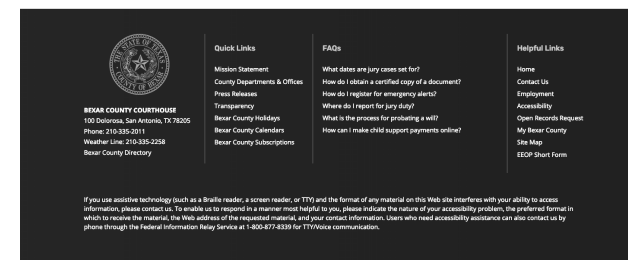 THE STATE OF TEXAS
COUNTY OF BEXAR
BEXAR COUNTY COURTHOUSE
100 Dolorosa, San Antonio, TX 78205
Phone: 210-335-2011
Weather Line: 210-335-2258
Bexar County Directory
Quick Links
Mission Statement
County Departments & Offices
Press Releases
Transparency
Bexar County Holidays
Bexar County Calendars
Bexar County Subscriptions
FAQs
What dates are jury cases set for?
How do I obtain a certified copy of a document?
How do I register for emergency alerts?
Where do I report for jury duty?
What is the process for probating a will?
How can I make child support payments online?
Helpful Links
Home
Contact Us
Employment
Accessibility
Open Records Request
My Bexar County
Site Map
EEOP Short Form
If you use assistive technology (such as a Braille reader, a screen reader, or TTY) and the format of any material on this Web site interferes with your ability to access
information, please contact us. To enable us to respond in a manner most helpful to you, please indicate the nature of your accessibility problem, the preferred format in
which to receive the material, the Web address of the requested material, and your contact information. Users who need accessibility assistance can also contact us by
phone through the Federal Information Relay Service at 1-800-877-8339 for TTY/Voice communication.